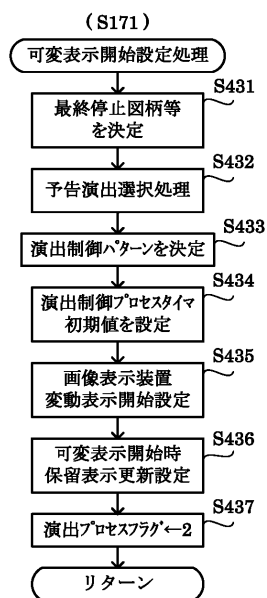 (S171)
可変表示開始設定処理
S431
最終停止図柄等
を決定
S432
予告演出選択処理
S433
演出制御パターンを決定
S434
演出制御プロセスタイマ
初期値を設定
S435
画像表示装置
変動表示開始設定
S436
可変表示開始時
保留表示更新設定
S437
演出プロセスフラグ←2
リターン